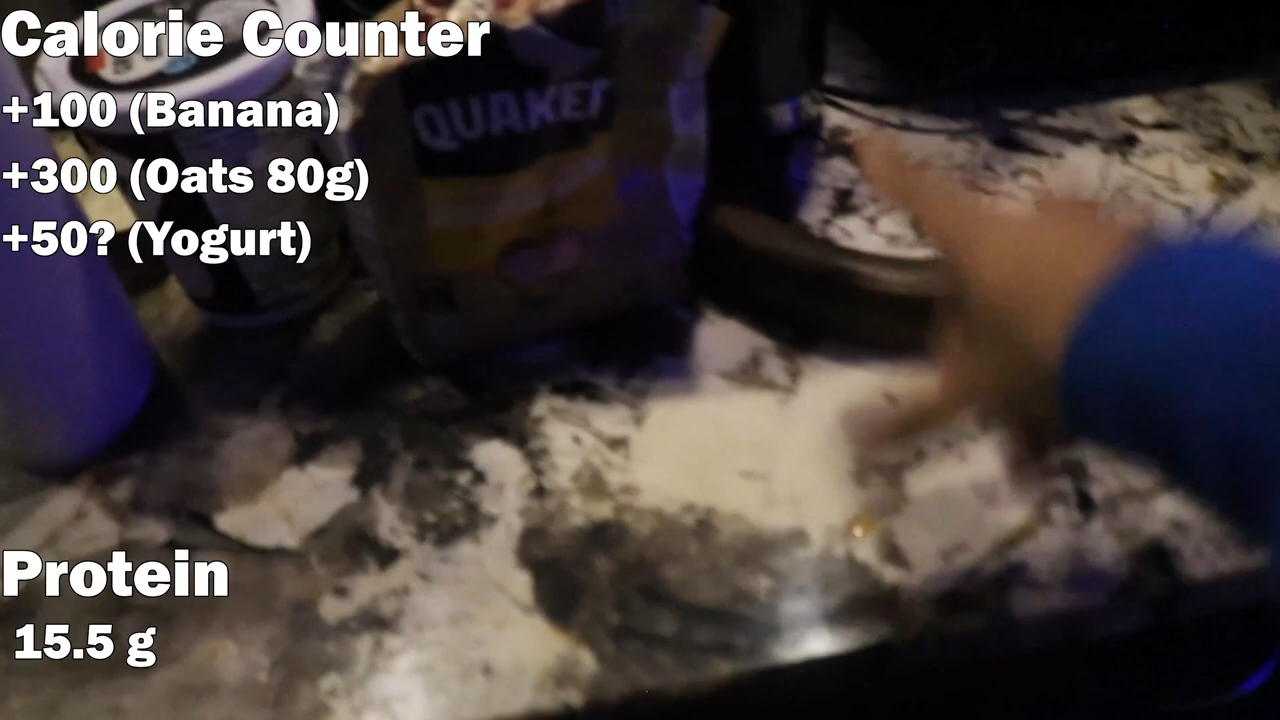 Calorie Counter
+100 (Banana)
+300 (Oats 80g)
+50? (Yogurt)
QUAKER
Protein
15.5 g